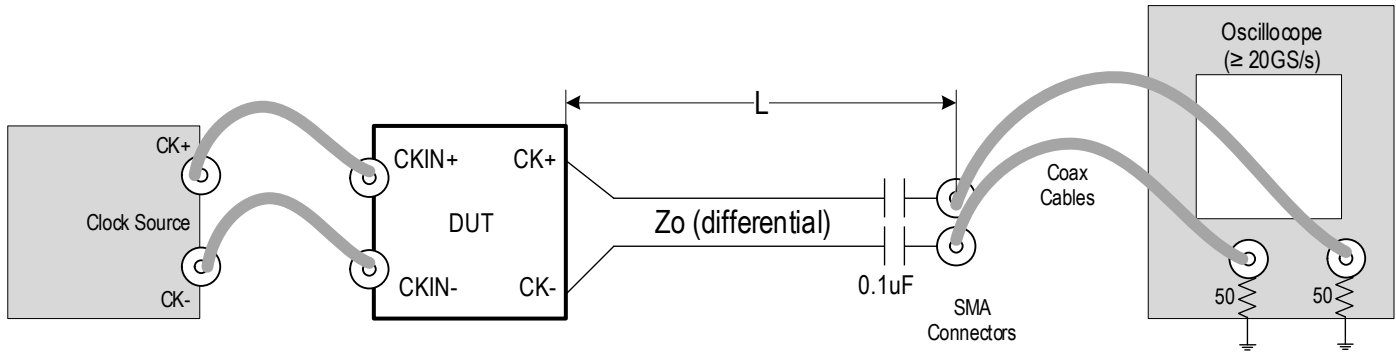 Oscillocope
(≥ 20GS/s)
L
CK+
CKIN+
CK+
Clock Source
DUT
Zo (differential)
Coax
Cables
CK-
CKIN-
CK-
0.1uF
SMA
Connectors
50
50